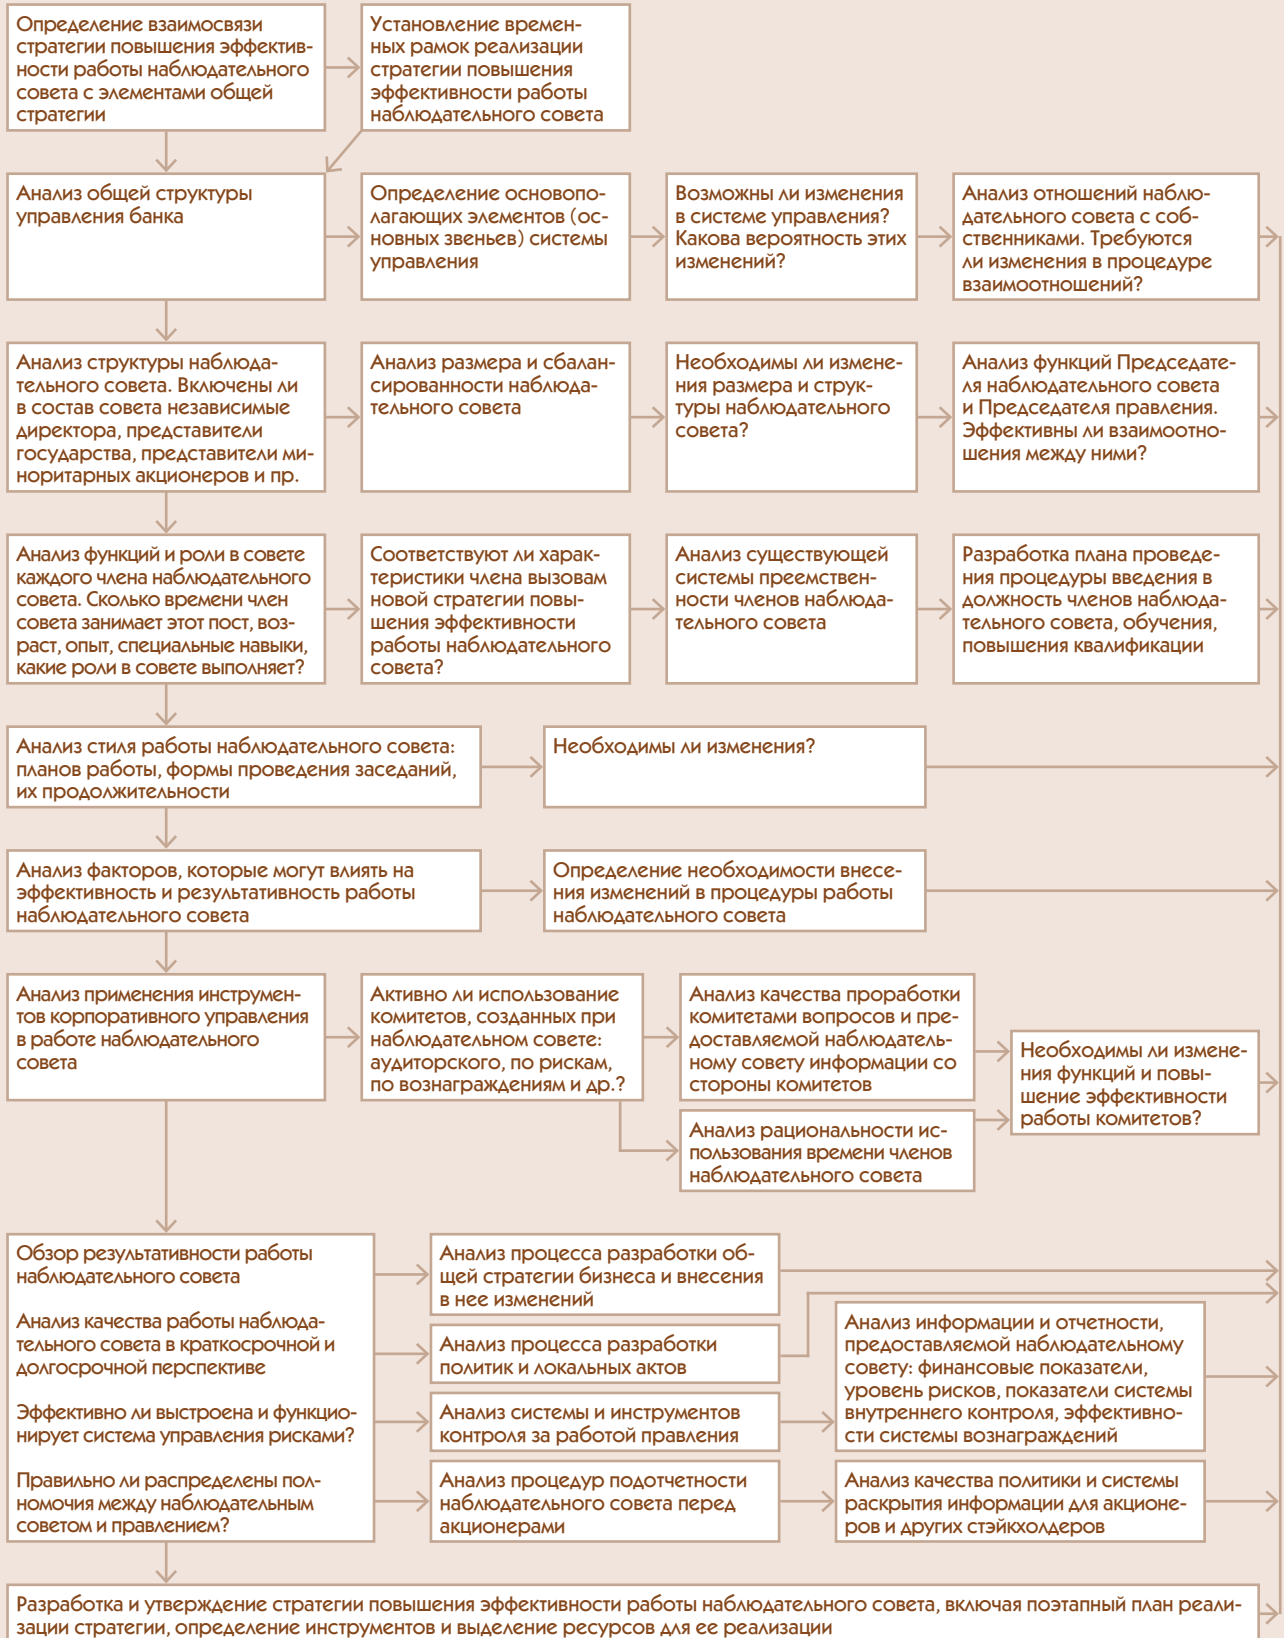 Определение взаимосвязи
стратегии повышения эффектив-
ности работы наблюдательного
совета с элементами общей
стратегии
Установление времен-
ных рамок реализации
стратегии повышения
эффективности работы
наблюдательного совета
Анализ общей структуры
управления банка
Определение основопо-
лагающих элементов (ос-
новных звеньев) системы
управления
Возможны ли изменения
в системе управления?
Какова вероятность этих
изменений?
Анализ отношений наблю-
дательного совета с соб-
ственниками. Требуются
ли изменения в процедуре
взаимоотношений?
Анализ структуры наблюда-
тельного совета. Включены ли
в состав совета независимые
директора, представители
государства, представители ми-
норитарных акционеров и пр.
Анализ размера и сбалан-
сированности наблюда-
тельного совета
Необходимы ли измене-
ния размера и струк-
туры наблюдательного
совета?
Анализ функций Председате-
ля наблюдательного совета
и Председателя правления.
Эффективны ли взаимоотно-
шения между ними?
Анализ функций и роли в совете
каждого члена наблюдательного
совета. Сколько времени член
совета занимает этот пост, воз-
раст, опыт, специальные навыки,
какие роли в совете выполняет?
Соответствуют ли харак-
теристики члена вызовам
новой стратегии повы-
шения эффективности
работы наблюдательного
совета?
Анализ существующей
системы преемствен-
ности членов наблюда-
тельного совета
Разработка плана проведе-
ния процедуры введения в
должность членов наблюда-
тельного совета, обучения,
повышения квалификации
Анализ стиля работы наблюдательного совета:
планов работы, формы проведения заседаний,
их продолжительности
Необходимы ли изменения?
Анализ факторов, которые могут влиять на
эффективность и результативность работы
наблюдательного совета
Определение необходимости внесе-
ния изменений в процедуры работы
наблюдательного совета
Анализ применения инструмен-
тов корпоративного управления
в работе наблюдательного
совета
Активно ли использование
комитетов, созданных при
наблюдательном совете:
аудиторского, по рискам,
по вознаграждениям и др.?
Анализ качества проработки
комитетами вопросов и пре-
доставляемой наблюдатель-
ному совету информации со
стороны комитетов
Анализ рациональности ис-
пользования времени членов
наблюдательного совета
Необходимы ли измене-
ния функций и повы-
шение эффективности
работы комитетов?
Обзор результативности работы
наблюдательного совета
Анализ качества работы наблюда-
тельного совета в краткосрочной и
долгосрочной перспективе
Эффективно ли выстроена и функцио-
нирует система управления рисками?
Правильно ли распределены пол-
номочия между наблюдательным
советом и правлением?
Анализ процесса разработки об-
щей стратегии бизнеса и внесения
в нее изменений
Анализ процесса разработки
политик и локальных актов
Анализ системы и инструментов
контроля за работой правления
Анализ процедур подотчетности
наблюдательного совета перед
акционерами
Анализ информации и отчетности,
предоставляемой наблюдательному
совету: финансовые показатели,
уровень рисков, показатели системы
внутреннего контроля, эффективно-
сти системы вознаграждений
Анализ качества политики и системы
раскрытия информации для акционе-
ров и других стэйкхолдеров
Разработка и утверждение стратегии повышения эффективности работы наблюдательного совета, включая поэтапный план реали-
зации стратегии, определение инструментов и выделение ресурсов для ее реализации